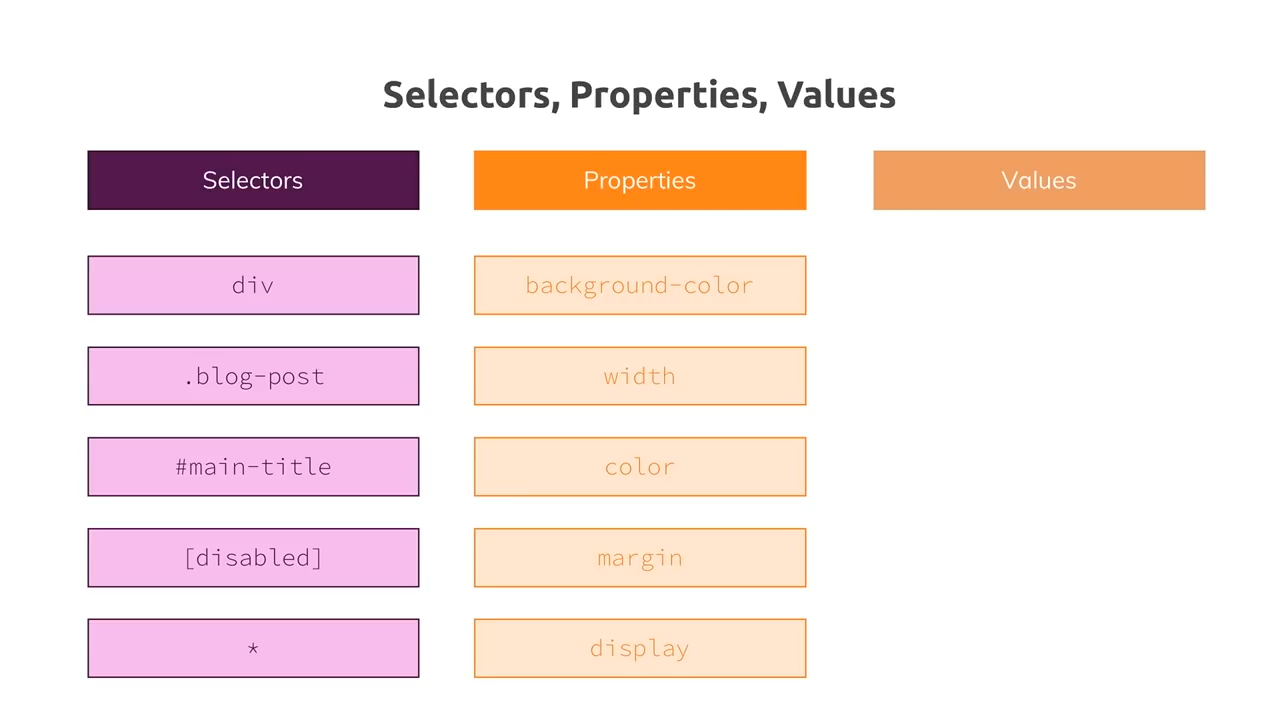 Selectors, Properties, Values
Selectors
Properties
Values
div
background-color
.blog-post
width
#main-title
color
[disabled]
margin
*
display